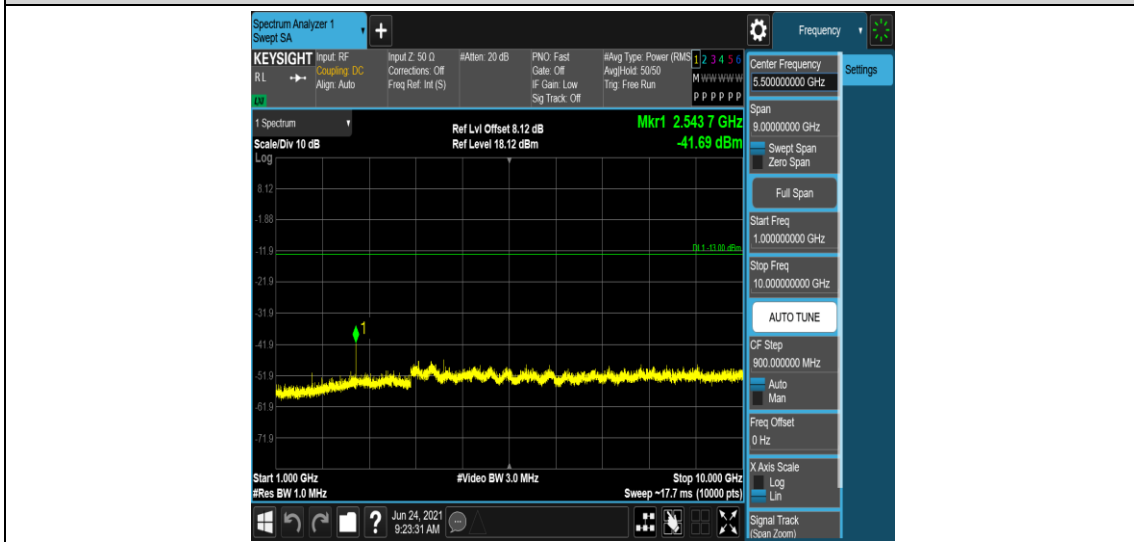 Spectrum Analyzer 1
Swept SA
+
Frequency
KEYSIGHT
RL
Input: RF
Coupling: DC
Align: Auto
Input Z: 50 Ω
Corrections: Off
Freq Ref: Int (S)
#Atten: 20 dB
PNO: Fast
Gate: Off
IF Gain: Low
Sig Track: Off
#Avg Type: Power (RMS
Avg|Hold: 50/50
Trig: Free Run
1 2 3 4 5 6
M W W W W W
P P P P P P
LXI
1 Spectrum
Scale/Div 10 dB
Log
Ref Lvl Offset 8.12 dB
Ref Level 18.12 dBm
Mkr1 2.543 7 GHz
-41.69 dBm
8.12
-1.88
-11.9
DL1 -13.00 dBm
-21.9
-31.9
1
-41.9
-51.9
-61.9
-71.9
Start 1.000 GHz
#Res BW 1.0 MHz
#Video BW 3.0 MHz
Stop 10.000 GHz
Sweep ~17.7 ms (10000 pts)
Center Frequency
5.500000000 GHz
Settings
Span
9.00000000 GHz
Swept Span
Zero Span
Full Span
Start Freq
1.000000000 GHz
Stop Freq
10.000000000 GHz
AUTO TUNE
CF Step
900.000000 MHz
Auto
Man
Freq Offset
0 Hz
X Axis Scale
Log
Lin
Signal Track
(Span Zoom)
?
Jun 24, 2021
9:23:31 AM